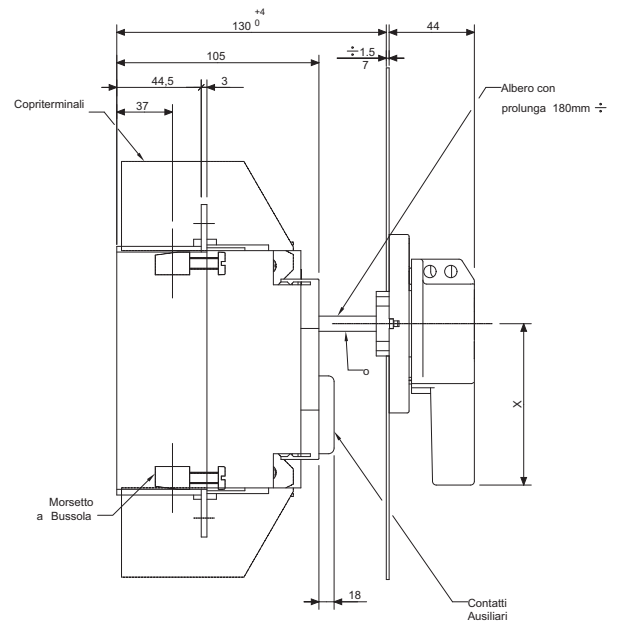 +4
130 0
44
105
÷ 1.5
7
44,5
3
37
Copriterminali
Albero con
prolunga 180mm ÷
X
Morsetto
a Bussola
18
Contatti
Ausiliari